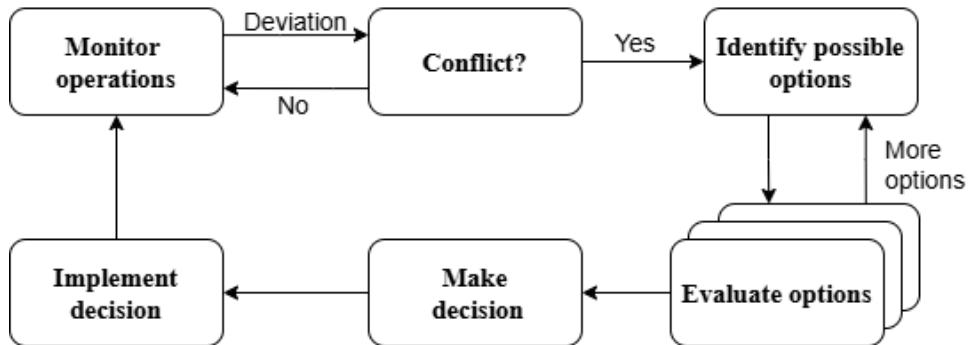 Monitor
operations
Deviation
No
Conflict?
Yes
Identify possible
options
More
options
Evaluate options
Make
decision
Implement
decision